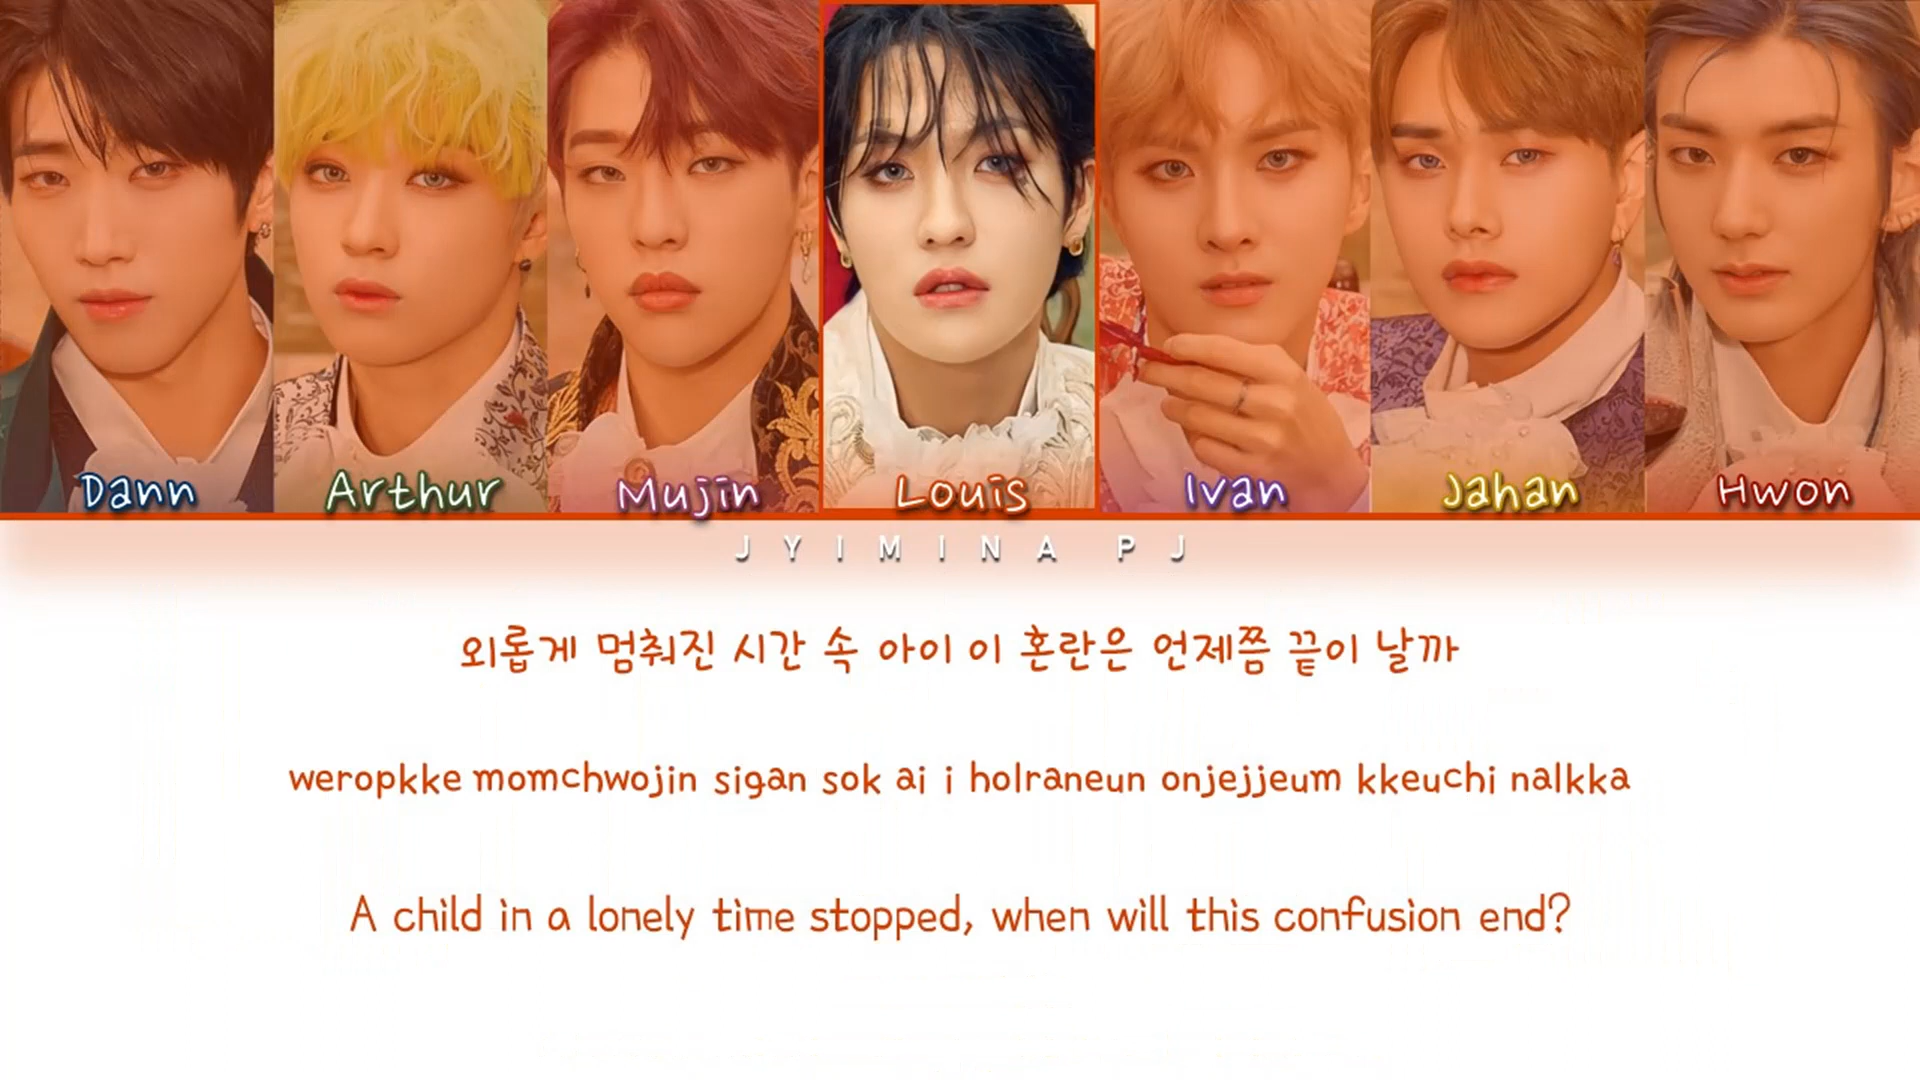 Dann Arthur Mujin Louis Ivan Jahan Hwon
JYIMINA PJ
외롭게 멈춰진 시간 속 아이 이 혼란은 언제쯤 끝이 날까
weropkke momchwojin sigan sok ai i holraneun onjejjeum kkeuchi nalkka
A child in a lonely time stopped, when will this confusion end?